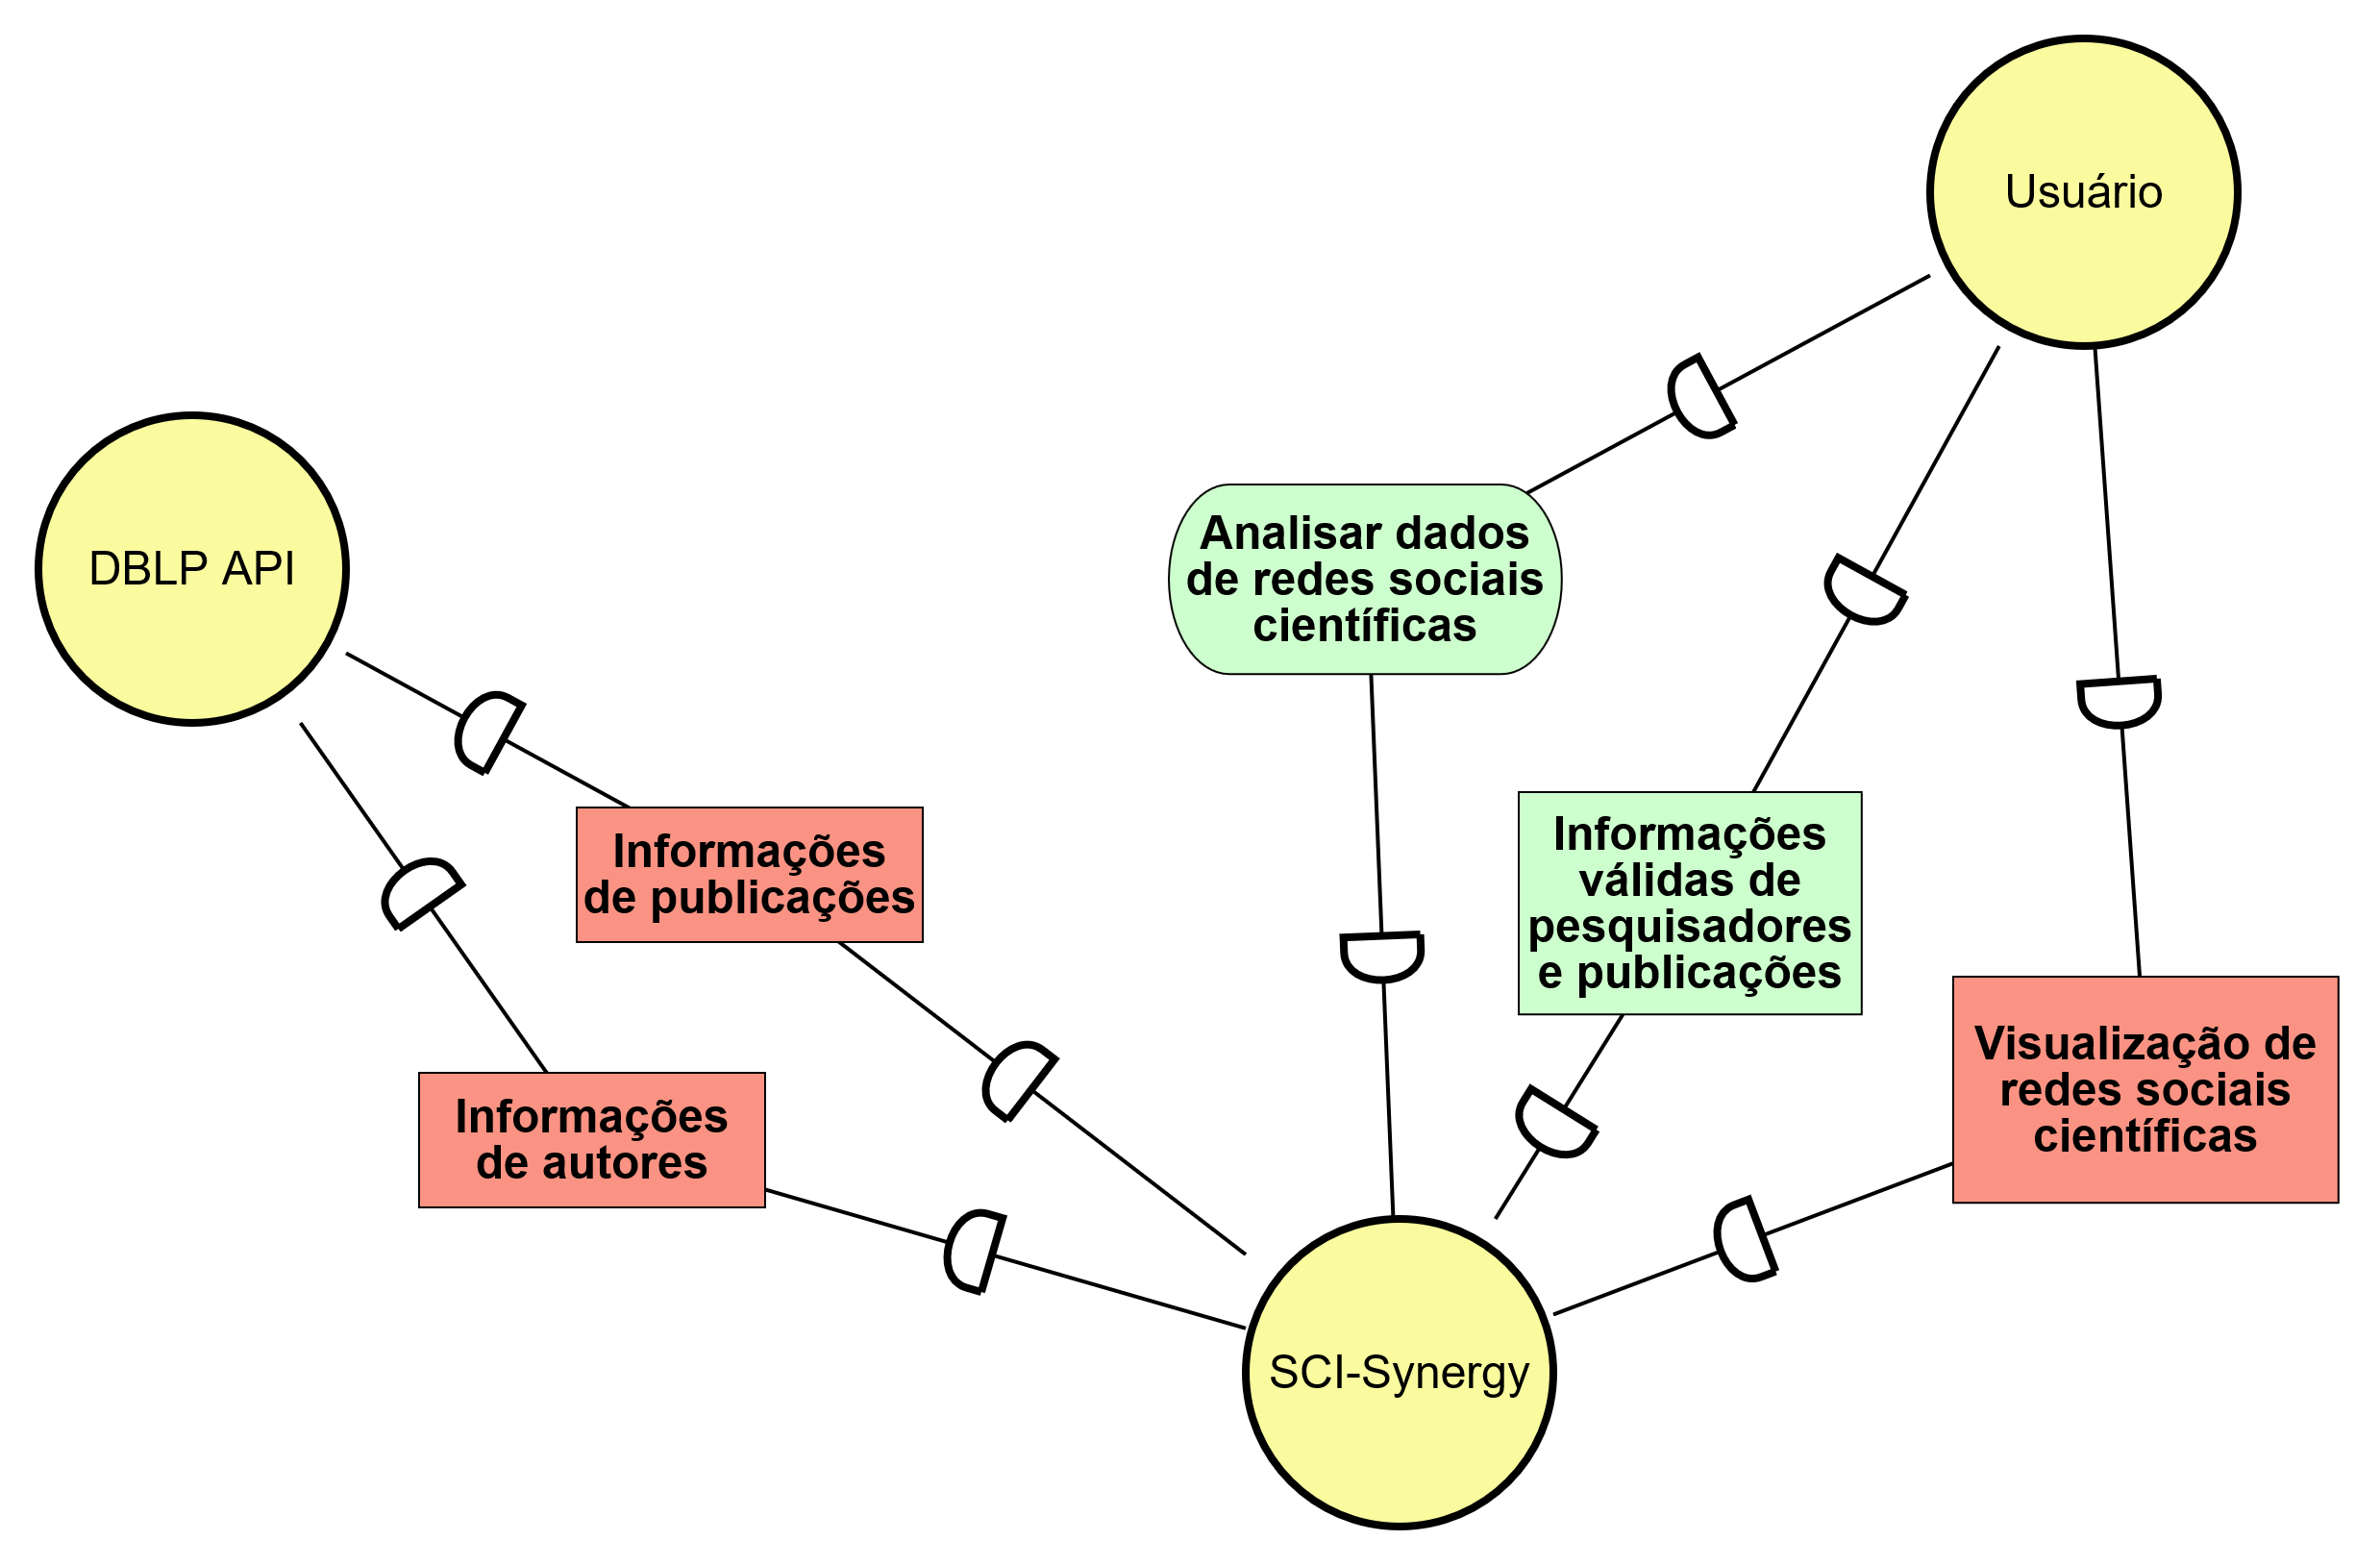 Usuário
DBLP API
Analisar dados
de redes sociais
científicas
Informações
de publicações
Informações
válidas de
pesquisadores
e publicações
Visualização de
redes sociais
científicas
Informações
de autores
SCI-Synergy